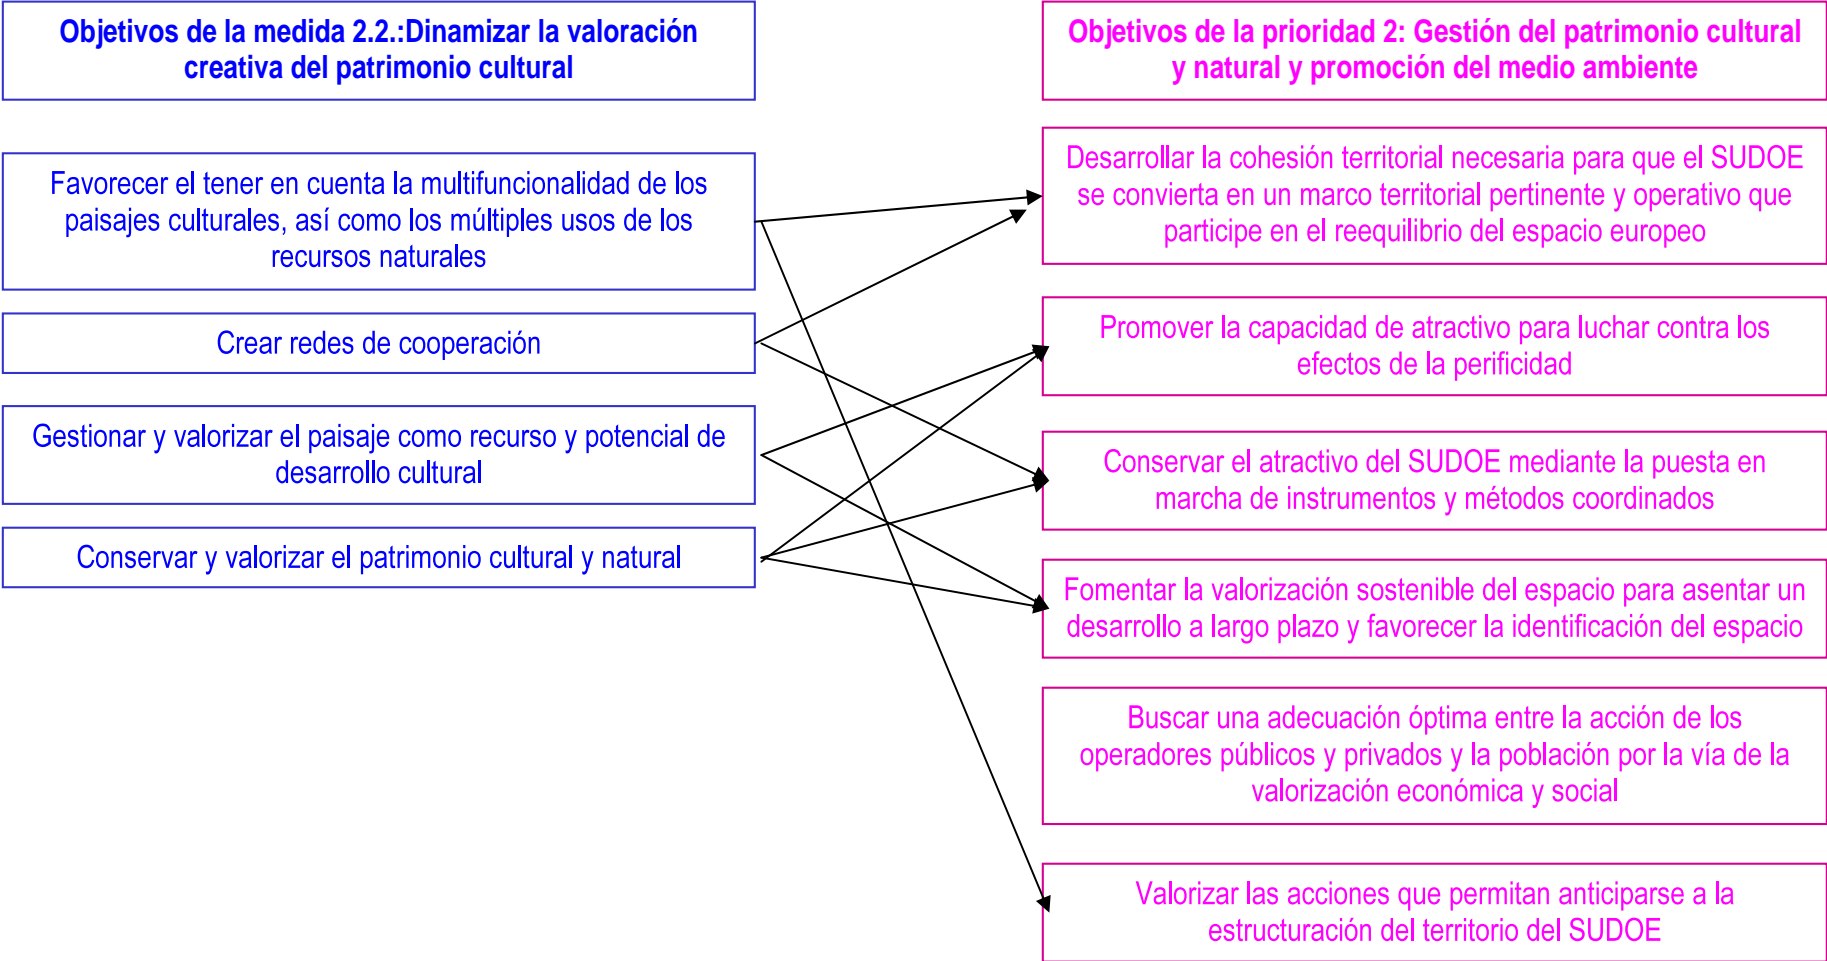 Objetivos de la medida 2.2.:Dinamizar la valoración
creativa del patrimonio cultural
Favorecer el tener en cuenta la multifuncionalidad de los
paisajes culturales, así como los múltiples usos de los
recursos naturales
Crear redes de cooperación
Gestionar y valorizar el paisaje como recurso y potencial de
desarrollo cultural
Conservar y valorizar el patrimonio cultural y natural
Objetivos de la prioridad 2: Gestión del patrimonio cultural
y natural y promoción del medio ambiente
Desarrollar la cohesión territorial necesaria para que el SUDOE
se convierta en un marco territorial pertinente y operativo que
participe en el reequilibrio del espacio europeo
Promover la capacidad de atractivo para luchar contra los
efectos de la perificidad
Conservar el atractivo del SUDOE mediante la puesta en
marcha de instrumentos y métodos coordinados
Fomentar la valorización sostenible del espacio para asentar un
desarrollo a largo plazo y favorecer la identificación del espacio
Buscar una adecuación óptima entre la acción de los
operadores públicos y privados y la población por la vía de la
valorización económica y social
Valorizar las acciones que permitan anticiparse a la
estructuración del territorio del SUDOE